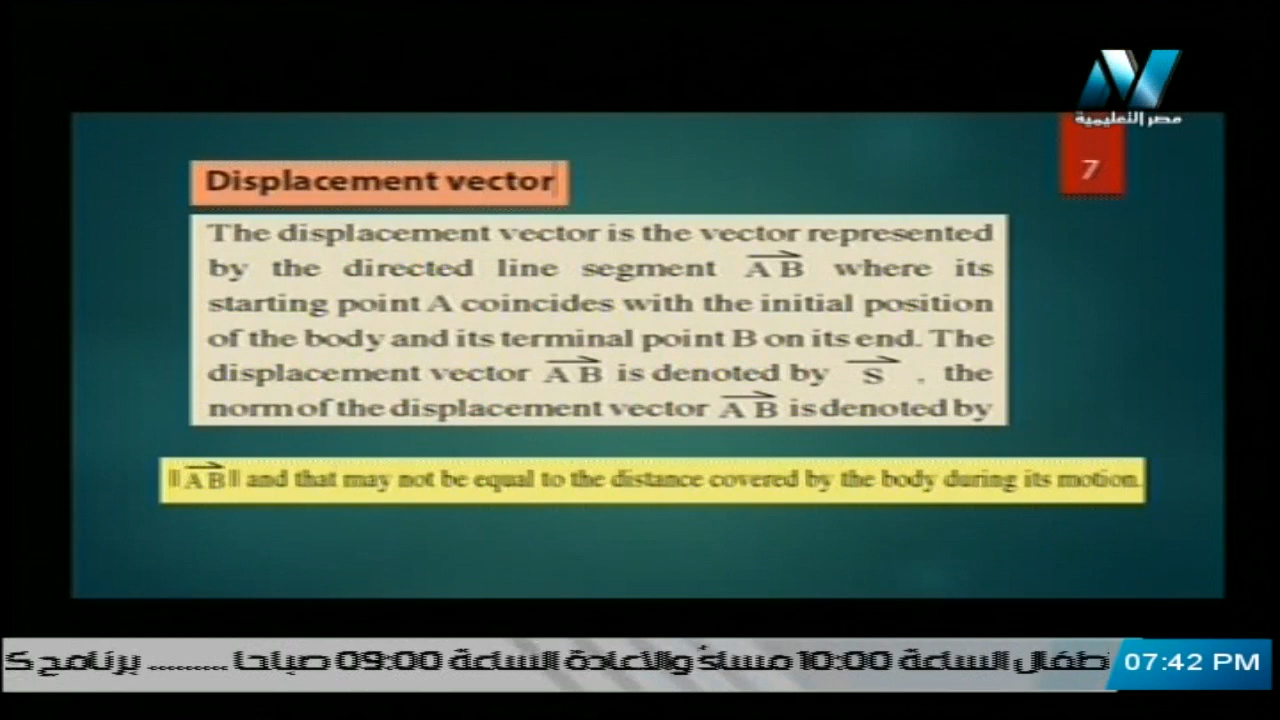 مصر التعليمية
7
Displacement vector
The displacement vector is the vector represented
by the directed line segment A B where its
starting point A coincides with the initial position
of the body and its terminal point B on its end. The
displacement vector A B is denoted by S . the
norm of the displacement vector A B is denoted by
||AB|| and that may not be equal to the distance covered by the body during its motion.
طفال الساعة 10:00 مساءً والاعادة الساعة 09:00 صباحا ......... برنامج ك
07:42 PM